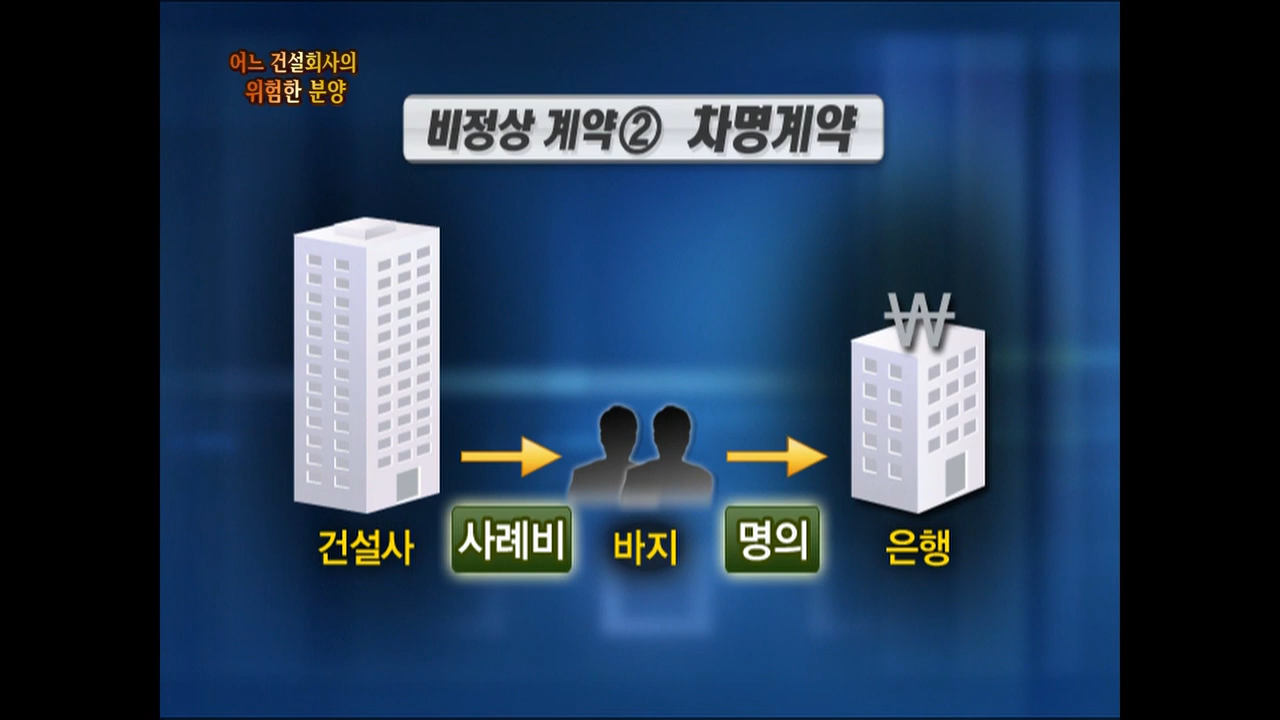 어느 건설회사의
위험한 분양
비정상 계약② 차명계약
₩
사례비
명의
건설사
바지
은행